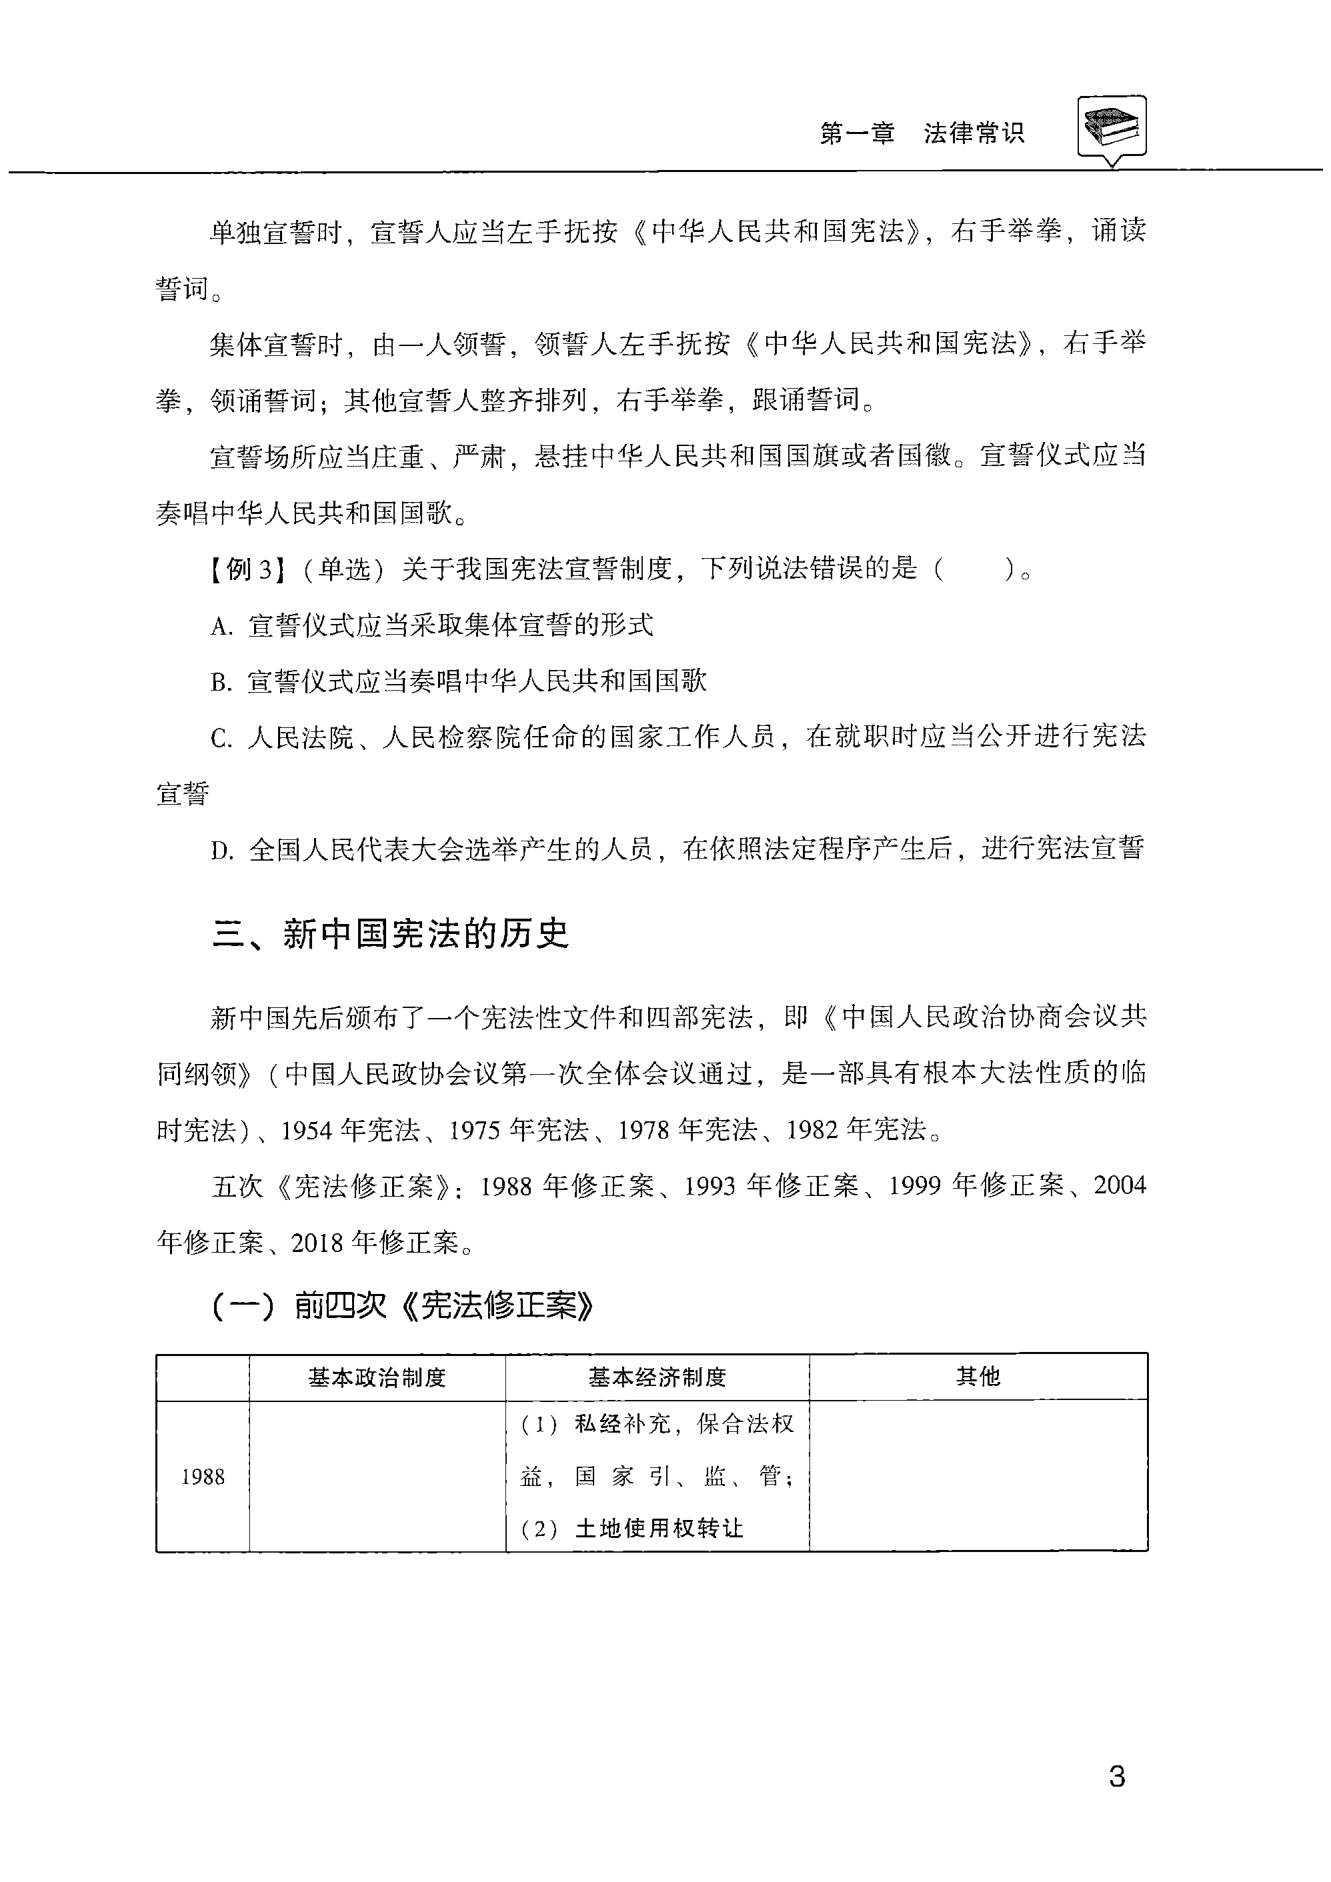 第一章 法律常识
单独宣誓时，宣誓人应当左手抚按《中华人民共和国宪法》，右手举拳，诵读
誓词。
集体宣誓时，由一人领誓，领誓人左手抚按《中华人民共和国宪法》，右手举
拳，领诵誓词；其他宣誓人整齐排列，右手举拳，跟诵誓词。
宣誓场所应当庄重、严肃，悬挂中华人民共和国国旗或者国徽。宣誓仪式应当
奏唱中华人民共和国国歌。
【例 3】（单选）关于我国宪法宣誓制度，下列说法错误的是（　　）。
A. 宣誓仪式应当采取集体宣誓的形式
B. 宣誓仪式应当奏唱中华人民共和国国歌
C. 人民法院、人民检察院任命的国家工作人员，在就职时应当公开进行宪法
宣誓
D. 全国人民代表大会选举产生的人员，在依照法定程序产生后，进行宪法宣誓
三、新中国宪法的历史
新中国先后颁布了一个宪法性文件和四部宪法，即《中国人民政治协商会议共
同纲领》（中国人民政协会议第一次全体会议通过，是一部具有根本大法性质的临
时宪法）、1954 年宪法、1975 年宪法、1978 年宪法、1982 年宪法。
五次《宪法修正案》：1988 年修正案、1993 年修正案、1999 年修正案、2004
年修正案、2018 年修正案。
（一）前四次《宪法修正案》
基本政治制度 基本经济制度 其他
1988
（1）私经补充，保合法权
益，国家引、监、管；
（2）土地使用权转让
3